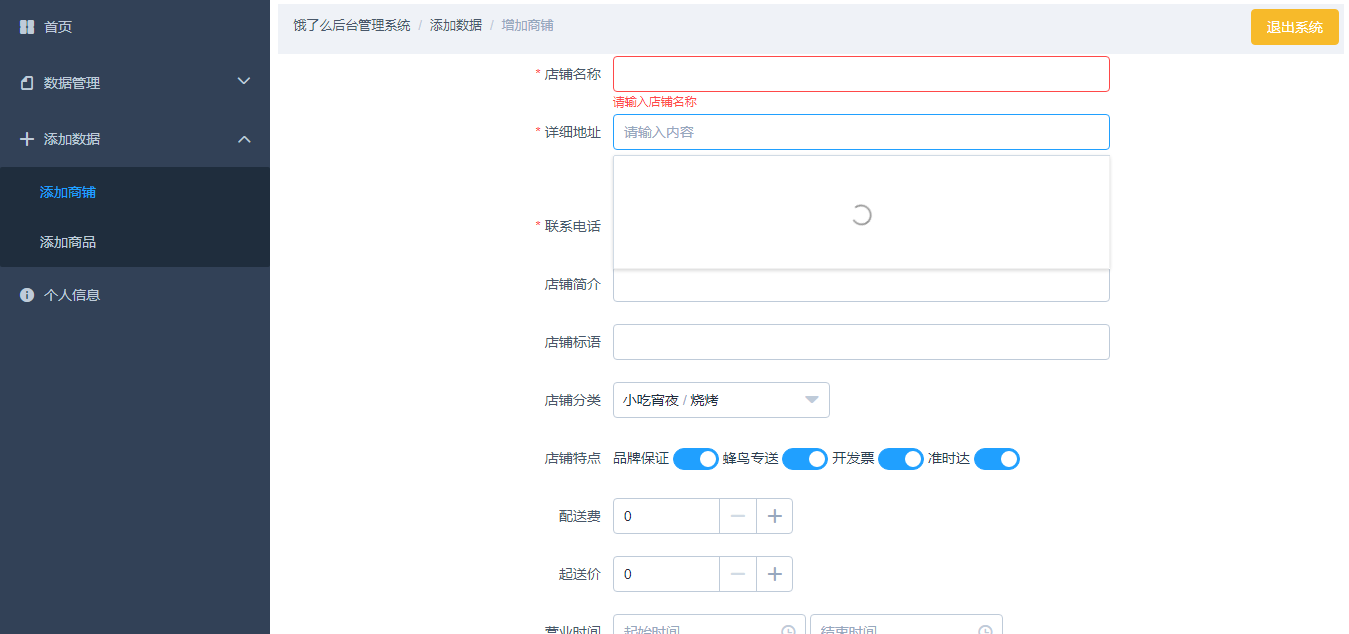 首页
数据管理
添加数据
添加商铺
添加商品
个人信息
饿了么后台管理系统 / 添加数据 / 增加商铺
退出系统
* 店铺名称
请输入店铺名称
* 详细地址 请输入内容
* 联系电话
店铺简介
店铺标语
店铺分类 小吃宵夜 / 烧烤
店铺特点 品牌保证 蜂鸟专送 开发票 准时达
配送费 0
起送价 0
营业时间 起始时间 结束时间